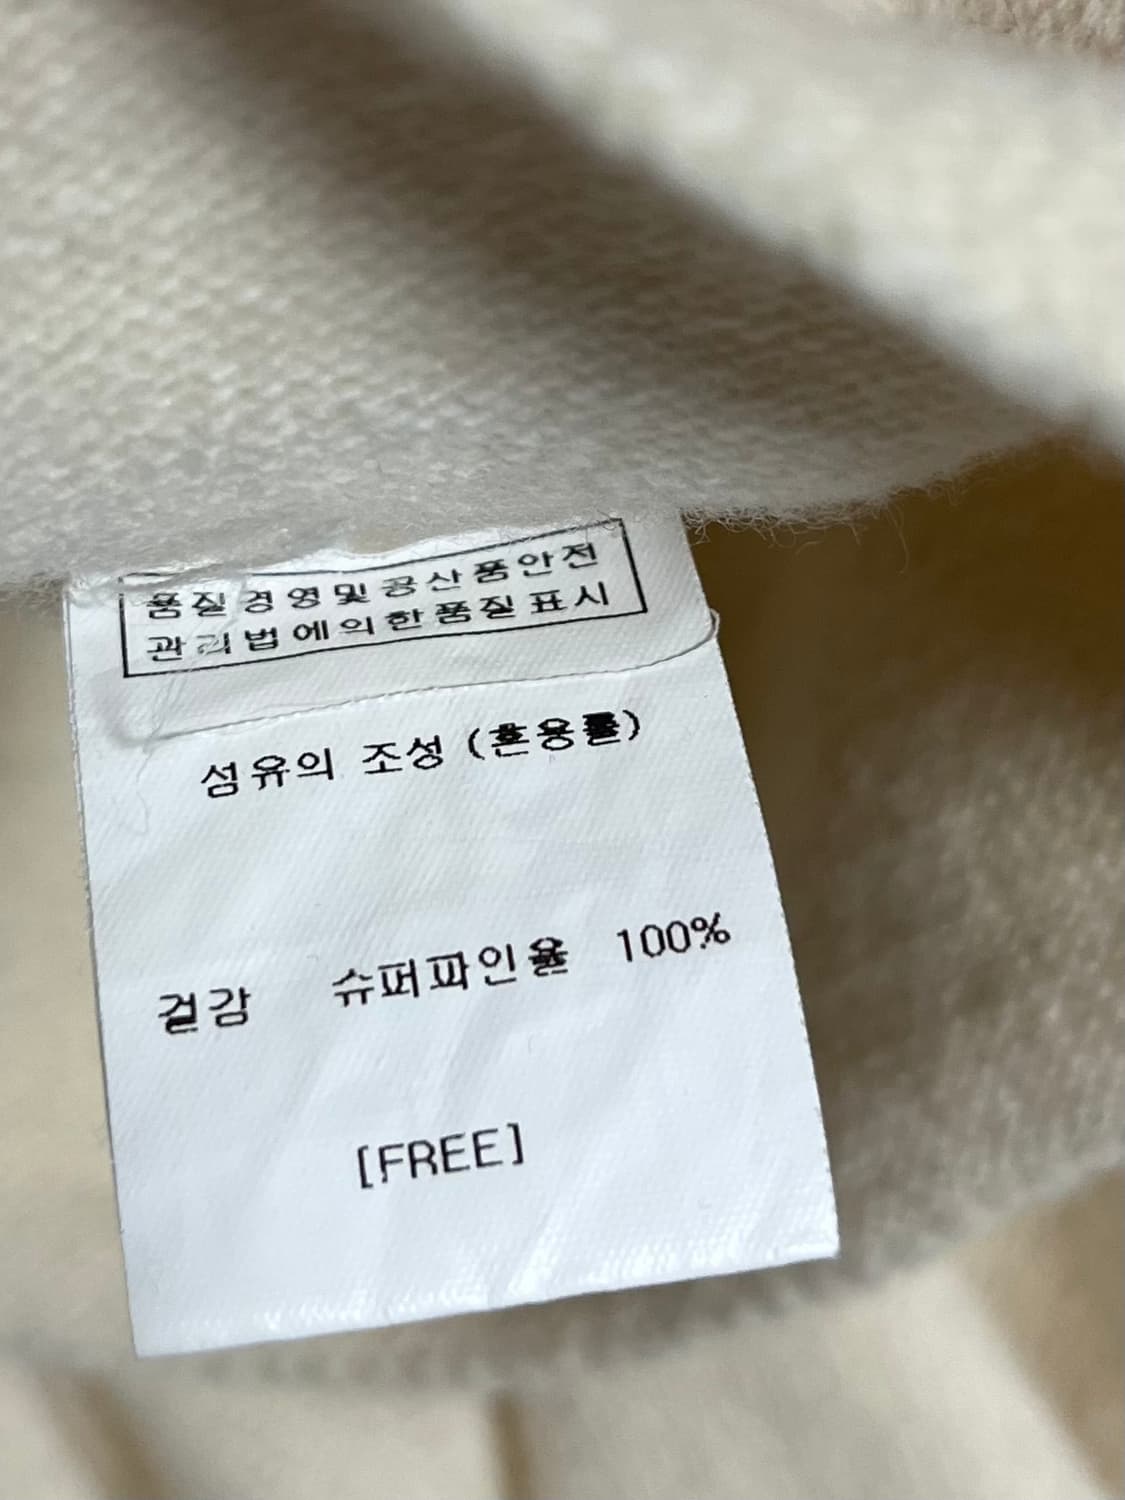 품질경영및공산품안전
관리법에의한품질표시
섬유의 조성 (혼용률)
겉감 슈퍼파인울 100%
[FREE]